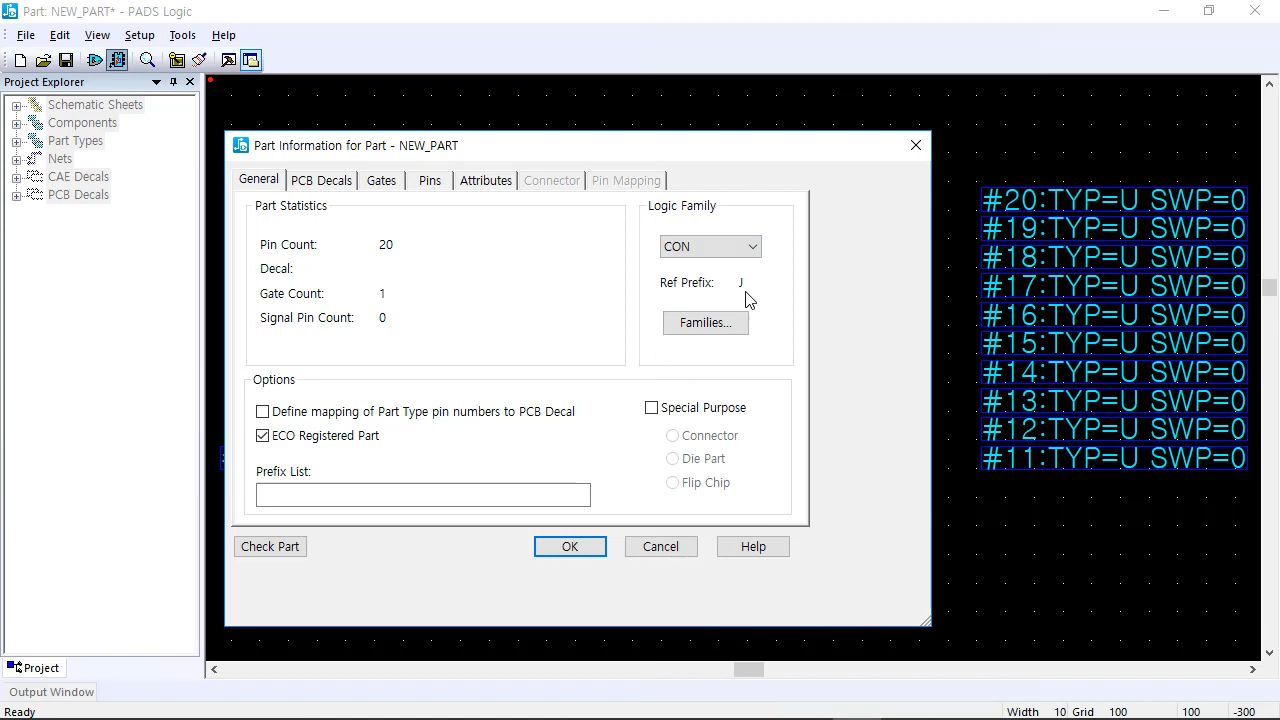 Part: NEW_PART* - PADS Logic
File Edit View Setup Tools Help
Project Explorer
Schematic Sheets
Components
Part Types
Nets
CAE Decals
PCB Decals
Project
Part Information for Part - NEW_PART
General PCB Decals Gates Pins Attributes Connector Pin Mapping
Part Statistics
Pin Count: 20
Decal:
Gate Count: 1
Signal Pin Count: 0
Logic Family
CON
Ref Prefix: J
Families...
Options
Define mapping of Part Type pin numbers to PCB Decal
ECO Registered Part
Prefix List:
Special Purpose
Connector
Die Part
Flip Chip
Check Part OK Cancel Help
#20:TYP=U SWP=0
#19:TYP=U SWP=0
#18:TYP=U SWP=0
#17:TYP=U SWP=0
#16:TYP=U SWP=0
#15:TYP=U SWP=0
#14:TYP=U SWP=0
#13:TYP=U SWP=0
#12:TYP=U SWP=0
#11:TYP=U SWP=0
Output Window
Ready Width 10 Grid 100 100 -300